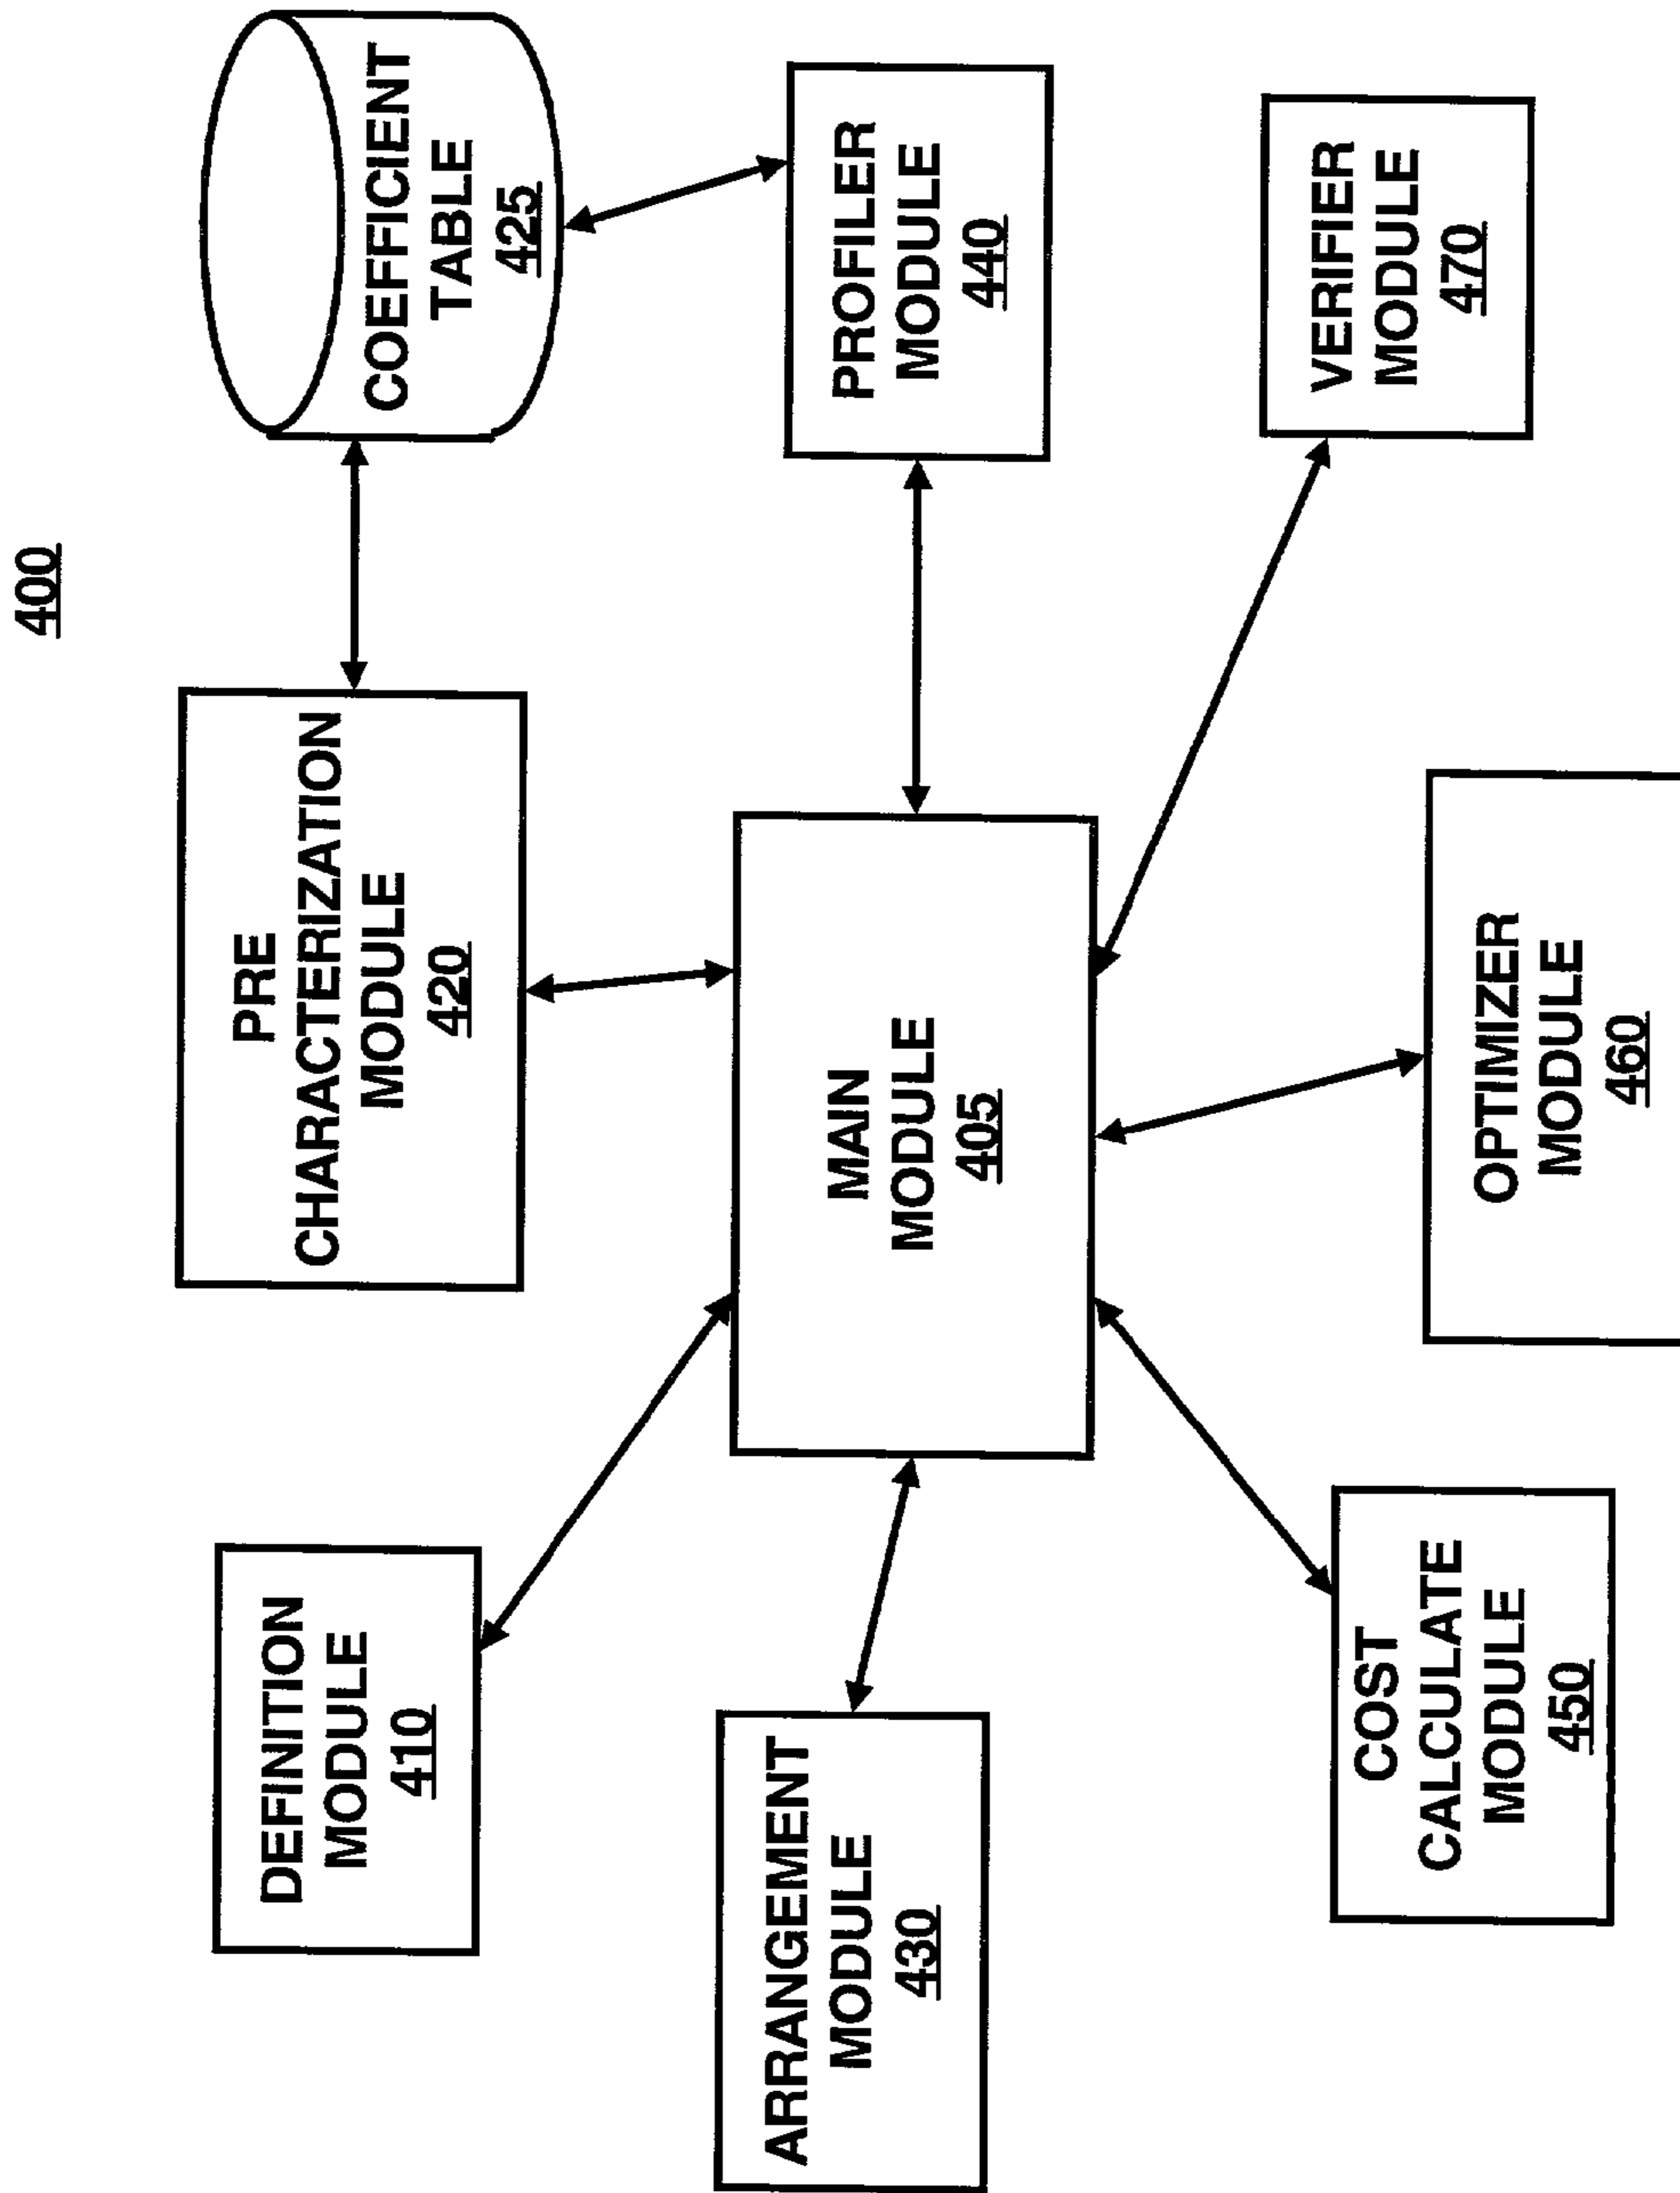 400
DEFINITION
MODULE
410
PRE
CHARACTERIZATION
MODULE
420
COEFFICIENT
TABLE
425
ARRANGEMENT
MODULE
430
MAIN
MODULE
405
PROFILER
MODULE
440
COST
CALCULATE
MODULE
450
OPTIMIZER
MODULE
460
VERIFIER
MODULE
470